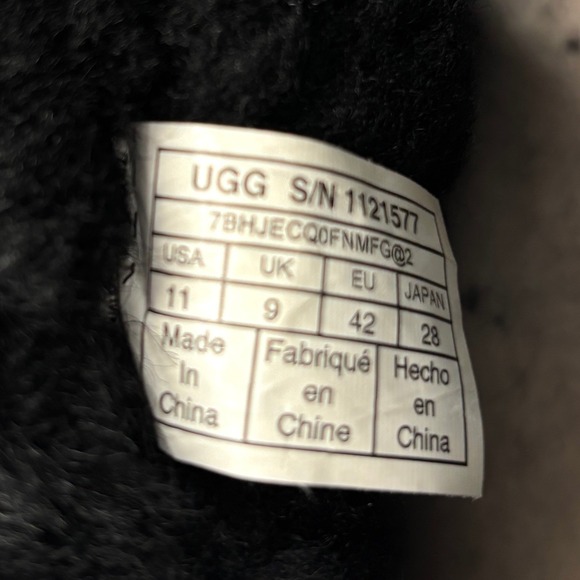 UGG S/N 1121577
7BHJECQ0FNMFG@2
USA UK EU JAPAN
11 9 42 28
Made In China
Fabriqué en Chine
Hecho en China